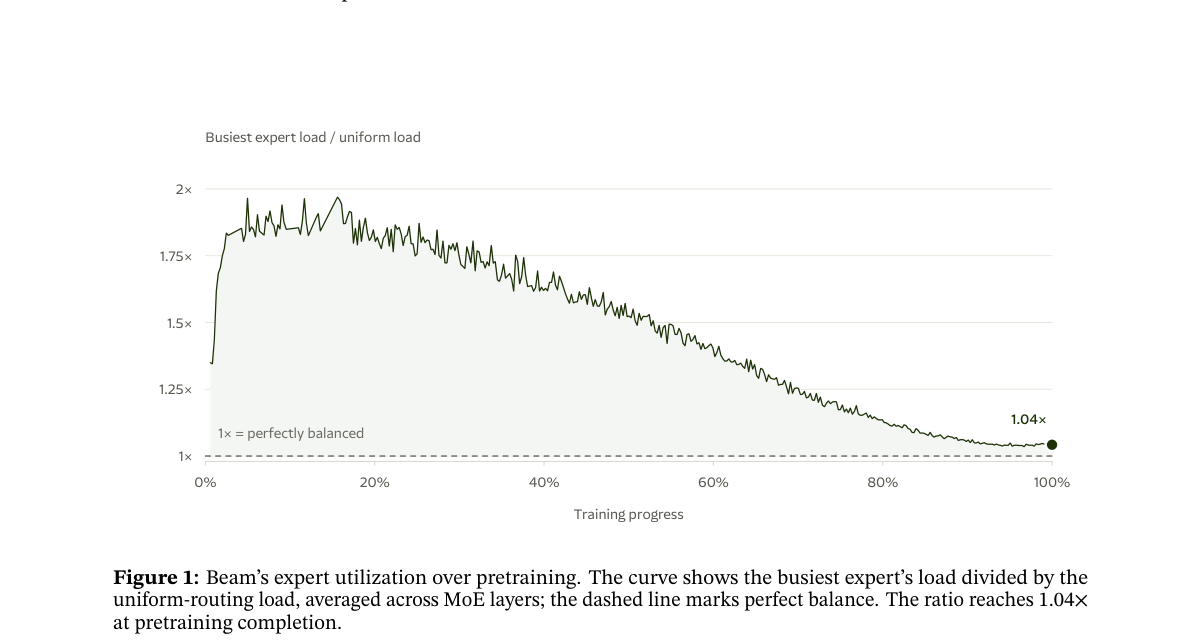 Busiest expert load / uniform load
2×
1.75×
1.5×
1.25×
1.04×
1× = perfectly balanced
1×
0% 20% 40% 60% 80% 100%
Training progress
Figure 1: Beam’s expert utilization over pretraining. The curve shows the busiest expert’s load divided by the
uniform-routing load, averaged across MoE layers; the dashed line marks perfect balance. The ratio reaches 1.04×
at pretraining completion.